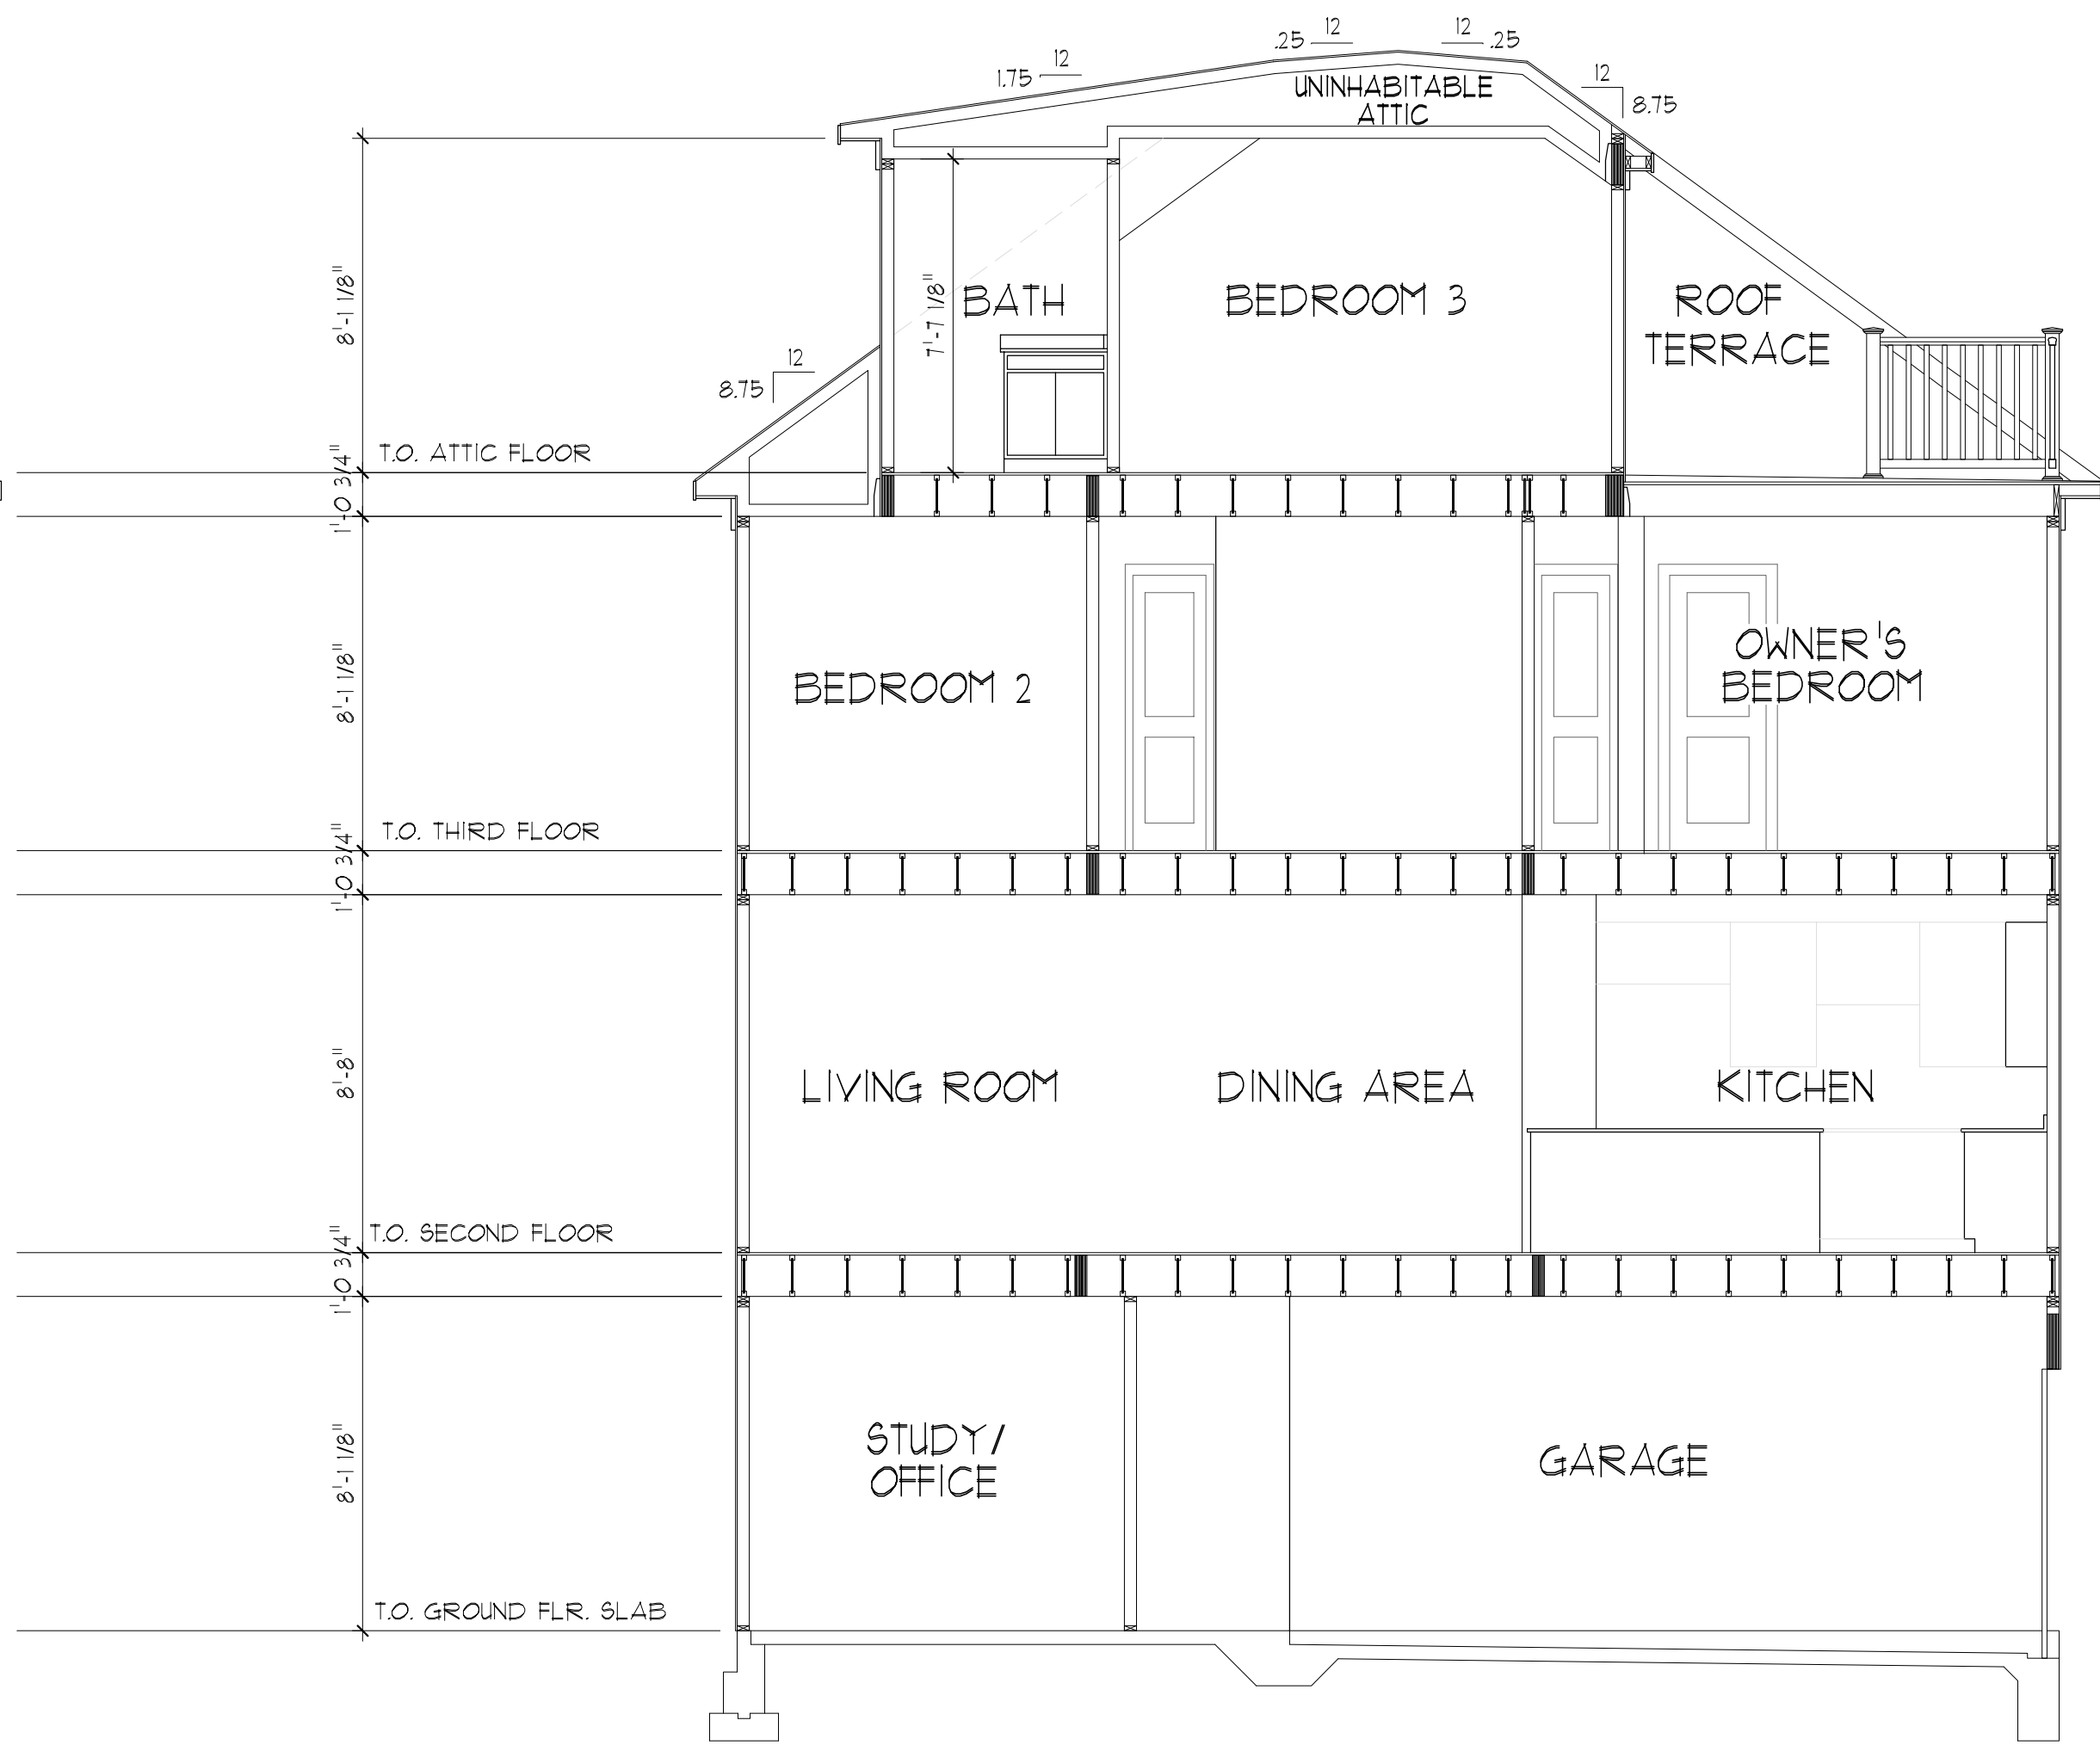 12
12
.25
.25
12
1.75
12
8.75
UNINHABITABLE
ATTIC
8'-1 1/8"
7'-7 1/8"
BATH
BEDROOM 3
ROOF
TERRACE
12
8.75
T.O. ATTIC FLOOR
1'-0 3/4"
8'-1 1/8"
BEDROOM 2
OWNER'S
BEDROOM
T.O. THIRD FLOOR
1'-0 3/4"
8'-8"
LIVING ROOM
DINING AREA
KITCHEN
T.O. SECOND FLOOR
1'-0 3/4"
8'-1 1/8"
STUDY/
OFFICE
GARAGE
T.O. GROUND FLR. SLAB